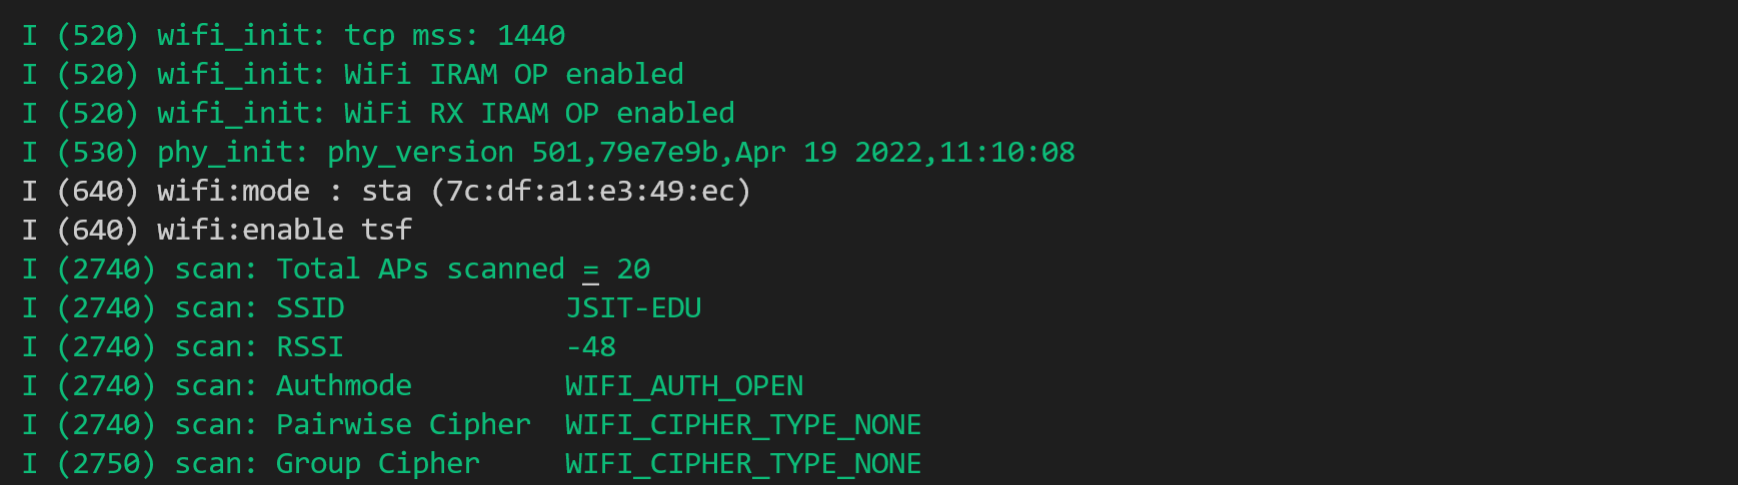 I (520) wifi_init: tcp mss: 1440
I (520) wifi_init: WiFi IRAM OP enabled
I (520) wifi_init: WiFi RX IRAM OP enabled
I (530) phy_init: phy_version 501,79e7e9b,Apr 19 2022,11:10:08
I (640) wifi:mode : sta (7c:df:a1:e3:49:ec)
I (640) wifi:enable tsf
I (2740) scan: Total APs scanned = 20
I (2740) scan: SSID             JSIT-EDU
I (2740) scan: RSSI             -48
I (2740) scan: Authmode         WIFI_AUTH_OPEN
I (2740) scan: Pairwise Cipher  WIFI_CIPHER_TYPE_NONE
I (2750) scan: Group Cipher     WIFI_CIPHER_TYPE_NONE